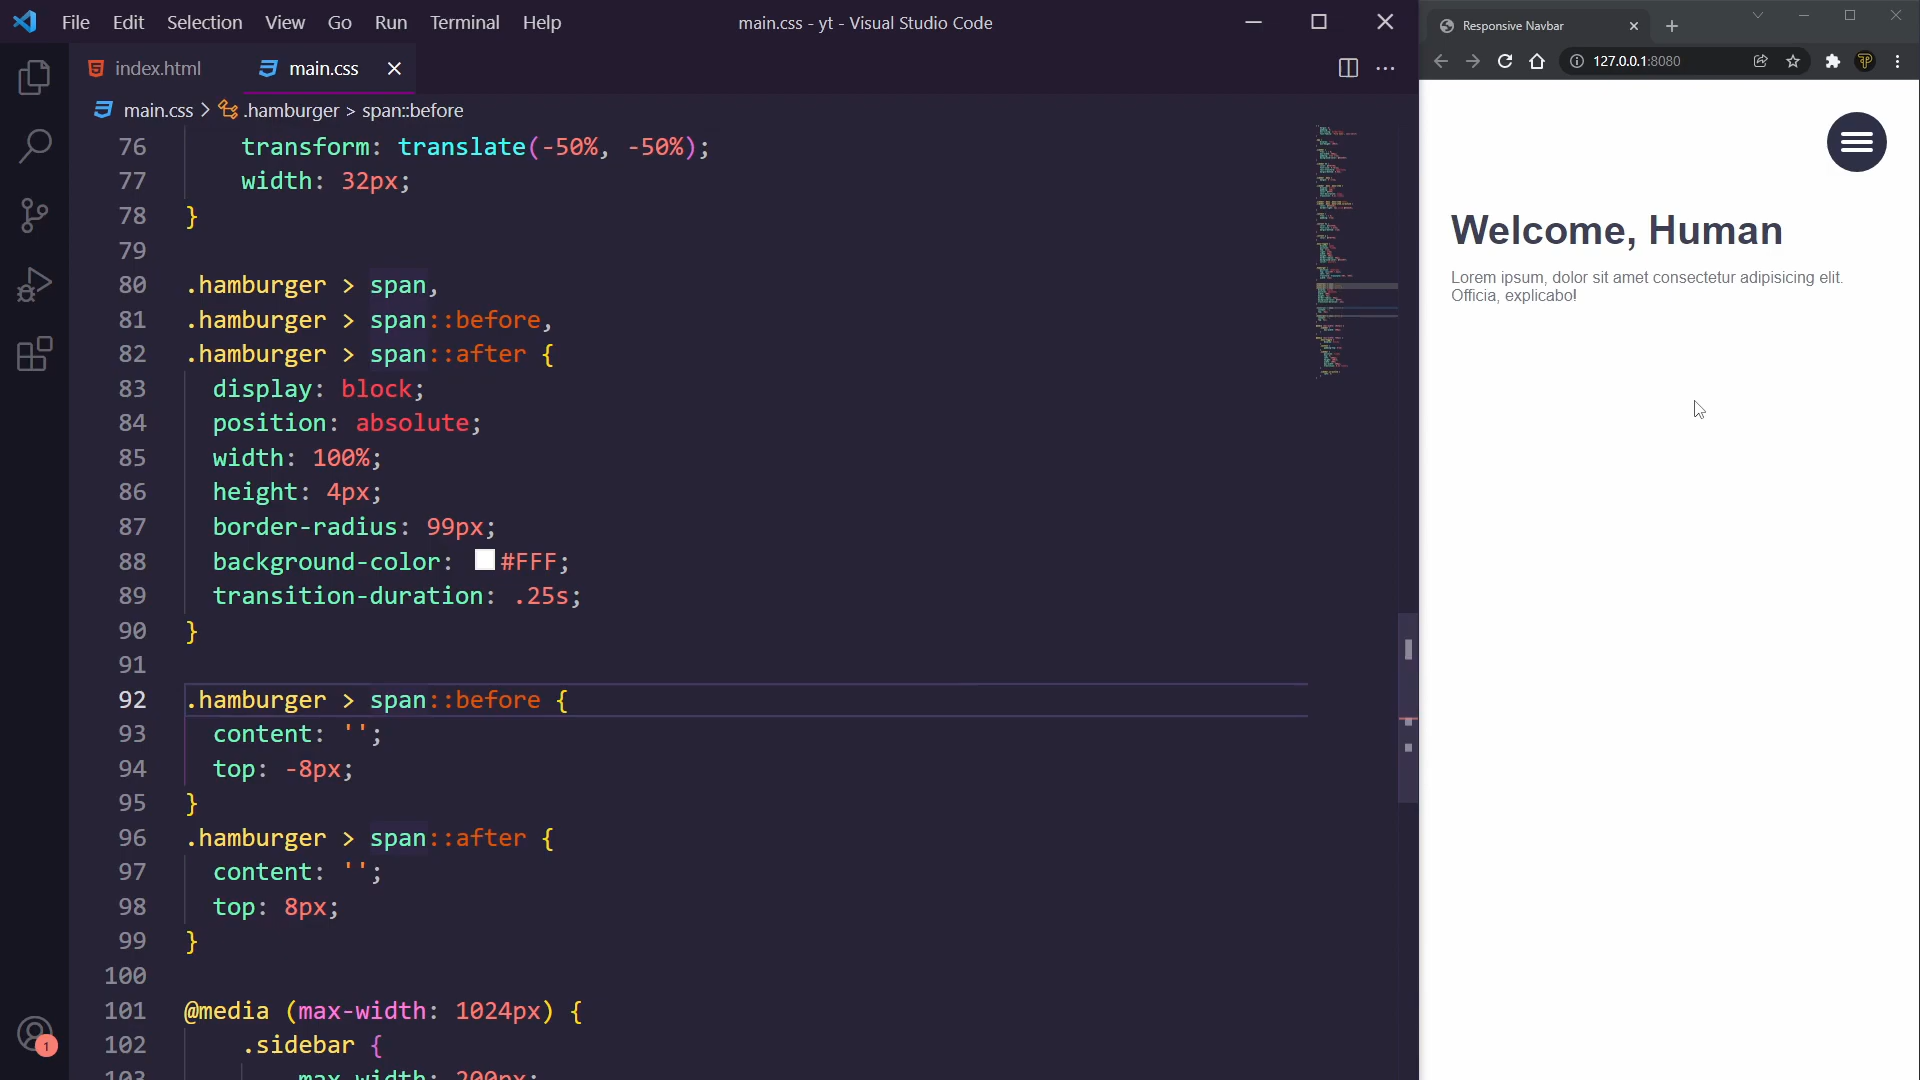 File Edit Selection View Go Run Terminal Help
main.css - yt - Visual Studio Code
index.html
main.css
main.css > .hamburger > span::before
76 transform: translate(-50%, -50%);
77 width: 32px;
78 }
79
80 .hamburger > span,
81 .hamburger > span::before,
82 .hamburger > span::after {
83 display: block;
84 position: absolute;
85 width: 100%;
86 height: 4px;
87 border-radius: 99px;
88 background-color: #FFF;
89 transition-duration: .25s;
90 }
91
92 .hamburger > span::before {
93 content: '';
94 top: -8px;
95 }
96 .hamburger > span::after {
97 content: '';
98 top: 8px;
99 }
100
101 @media (max-width: 1024px) {
102 .sidebar {
103 max-width: 200px;
1
Responsive Navbar
127.0.0.1:8080
Welcome, Human
Lorem ipsum, dolor sit amet consectetur adipisicing elit.
Officia, explicabo!